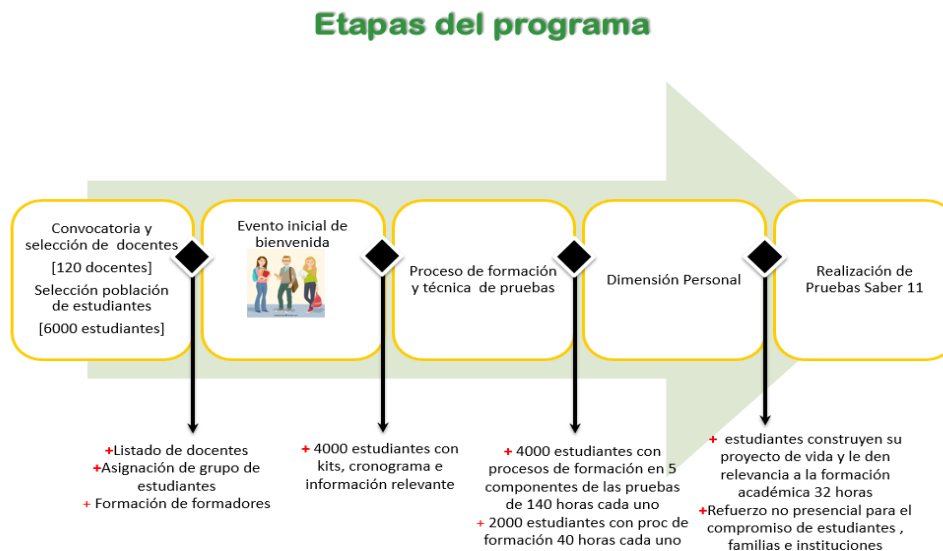 Etapas del programa
Convocatoria y
selección de docentes
[120 docentes]
Selección población
de estudiantes
[6000 estudiantes]
Evento inicial de
bienvenida
Proceso de formación
y técnica de pruebas
Dimensión Personal
Realización de
Pruebas Saber 11
+Listado de docentes
+Asignación de grupo de
estudiantes
+ Formación de formadores
+ 4000 estudiantes con
kits, cronograma e
información relevante
+ 4000 estudiantes con
procesos de formación en 5
componentes de las pruebas
de 140 horas cada uno
+ 2000 estudiantes con proc de
formación 40 horas cada uno
+ estudiantes construyen su
proyecto de vida y le den
relevancia a la formación
académica 32 horas
+Refuerzo no presencial para el
compromiso de estudiantes ,
familias e instituciones